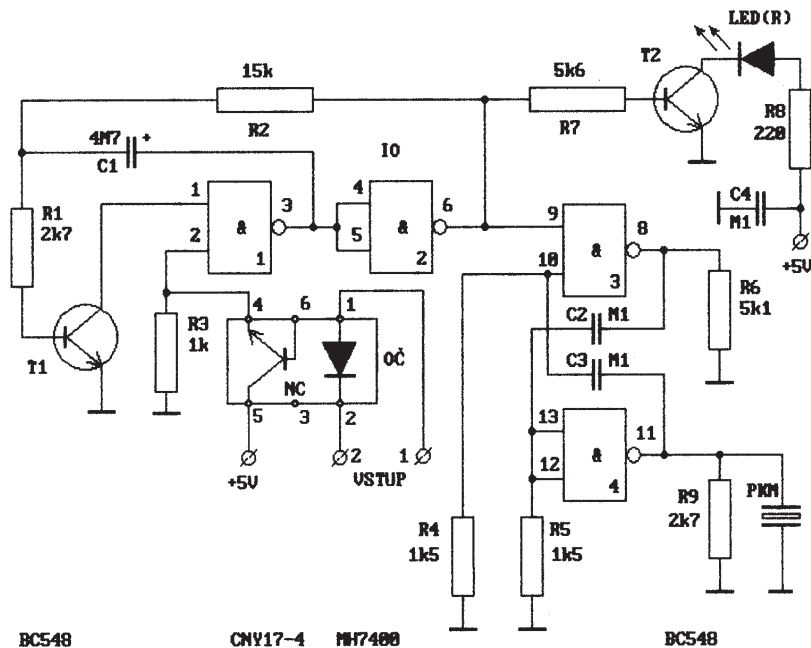 LED(R)
T2
15k
5k6
R2
R7
R8
220
4M7
+
C1
IO
C4
M1
+5V
1
2
&
3
1
4
5
&
6
2
9
10
&
8
3
R1
2k7
R6
5k1
T1
R3
1k
4
6
1
NC
OČ
5
3
2
C2
M1
C3
M1
13
12
&
11
4
+5V
2
1
VSTUP
R9
2k7
PKM
R4
1k5
R5
1k5
BC548
CNY17-4
MH7400
BC548